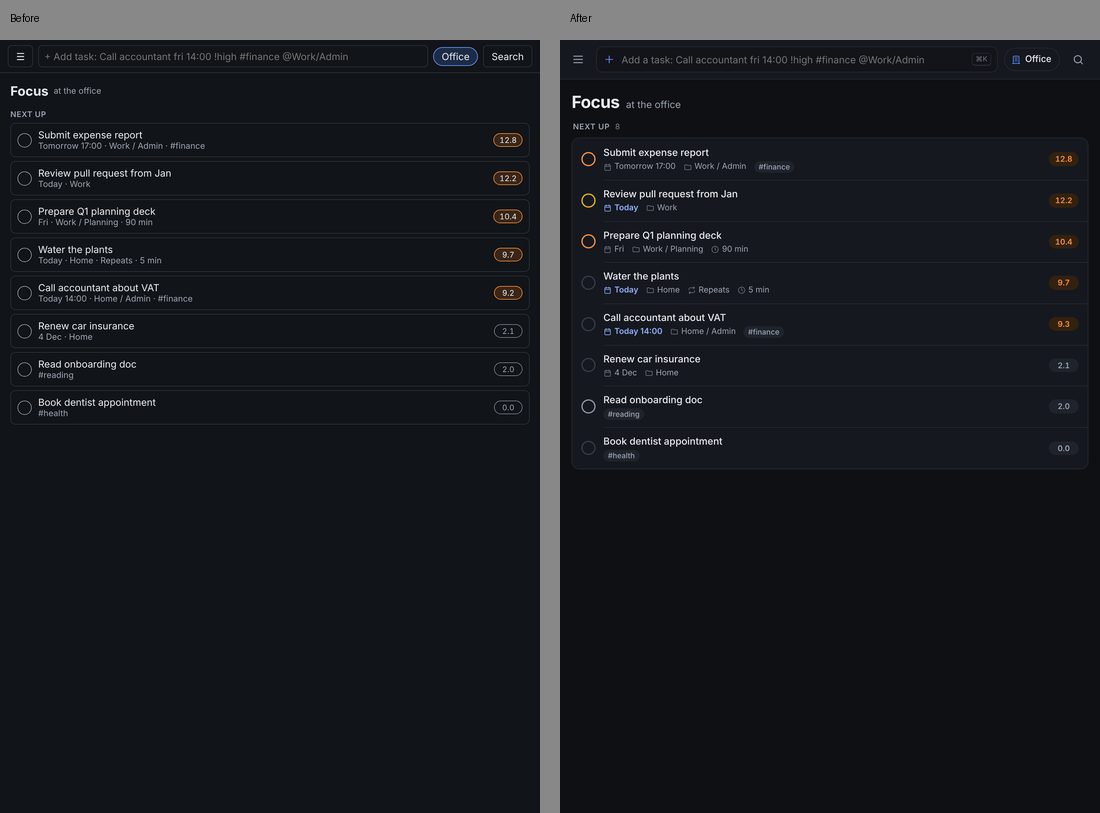 Before
☰ + Add task: Call accountant fri 14:00 !high #finance @Work/Admin Office Search
Focus at the office
NEXT UP
Submit expense report
Tomorrow 17:00 · Work / Admin · #finance
12.8
Review pull request from Jan
Today · Work
12.2
Prepare Q1 planning deck
Fri · Work / Planning · 90 min
10.4
Water the plants
Today · Home · Repeats · 5 min
9.7
Call accountant about VAT
Today 14:00 · Home / Admin · #finance
9.2
Renew car insurance
4 Dec · Home
2.1
Read onboarding doc
#reading
2.0
Book dentist appointment
#health
0.0
After
+ Add a task: Call accountant fri 14:00 !high #finance @Work/Admin ⌘K Office
Focus at the office
NEXT UP 8
Submit expense report
Tomorrow 17:00 Work / Admin #finance
12.8
Review pull request from Jan
Today Work
12.2
Prepare Q1 planning deck
Fri Work / Planning 90 min
10.4
Water the plants
Today Home Repeats 5 min
9.7
Call accountant about VAT
Today 14:00 Home / Admin #finance
9.3
Renew car insurance
4 Dec Home
2.1
Read onboarding doc
#reading
2.0
Book dentist appointment
#health
0.0